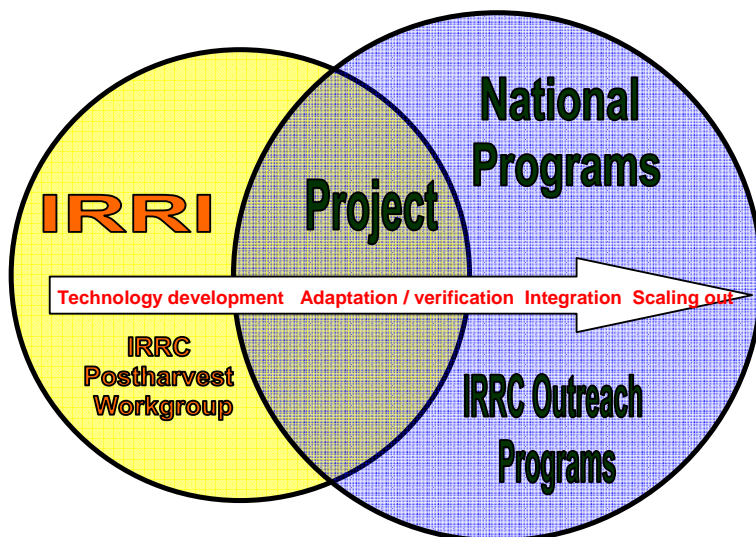 National
Programs
IRRI
Project
Technology development Adaptation / verification Integration Scaling out
IRRC
Postharvest
Workgroup
IRRC Outreach
Programs